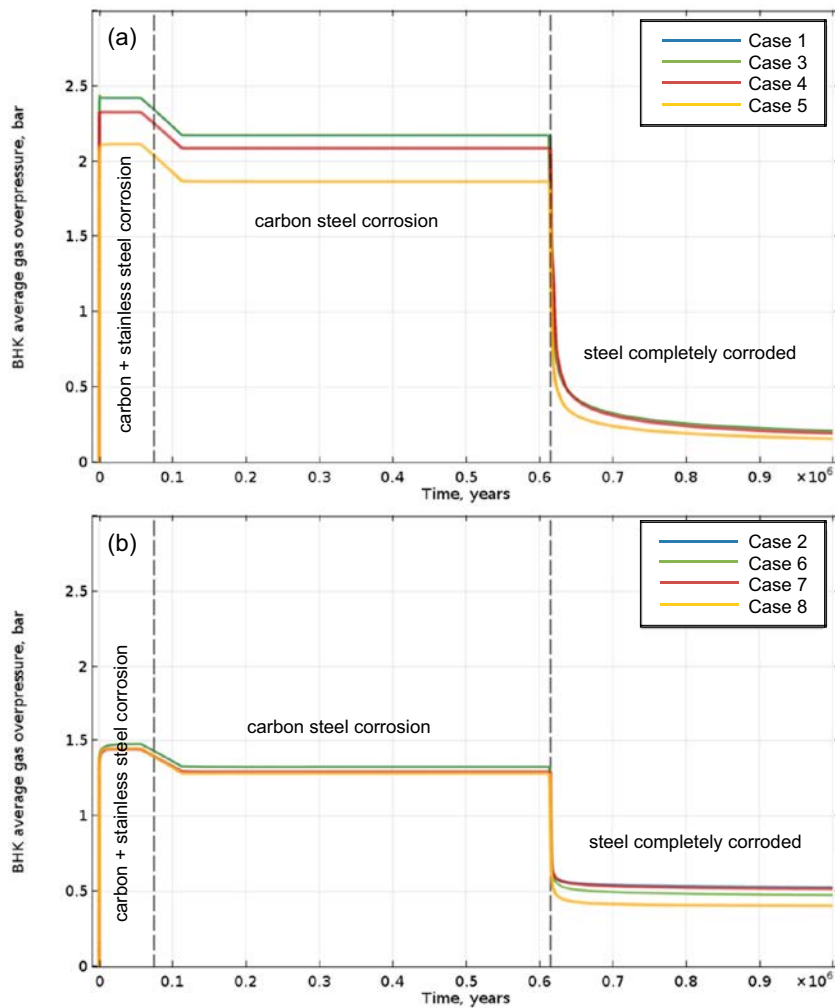 (a)
Case 1
Case 3
Case 4
Case 5
BHK average gas overpressure, bar
2.5
2
1.5
1
0.5
0
carbon + stainless steel corrosion
carbon steel corrosion
steel completely corroded
0 0.1 0.2 0.3 0.4 0.5 0.6 0.7 0.8 0.9 ×10⁶
Time, years
(b)
Case 2
Case 6
Case 7
Case 8
BHK average gas overpressure, bar
2.5
2
1.5
1
0.5
0
carbon + stainless steel corrosion
carbon steel corrosion
steel completely corroded
0 0.1 0.2 0.3 0.4 0.5 0.6 0.7 0.8 0.9 ×10⁶
Time, years